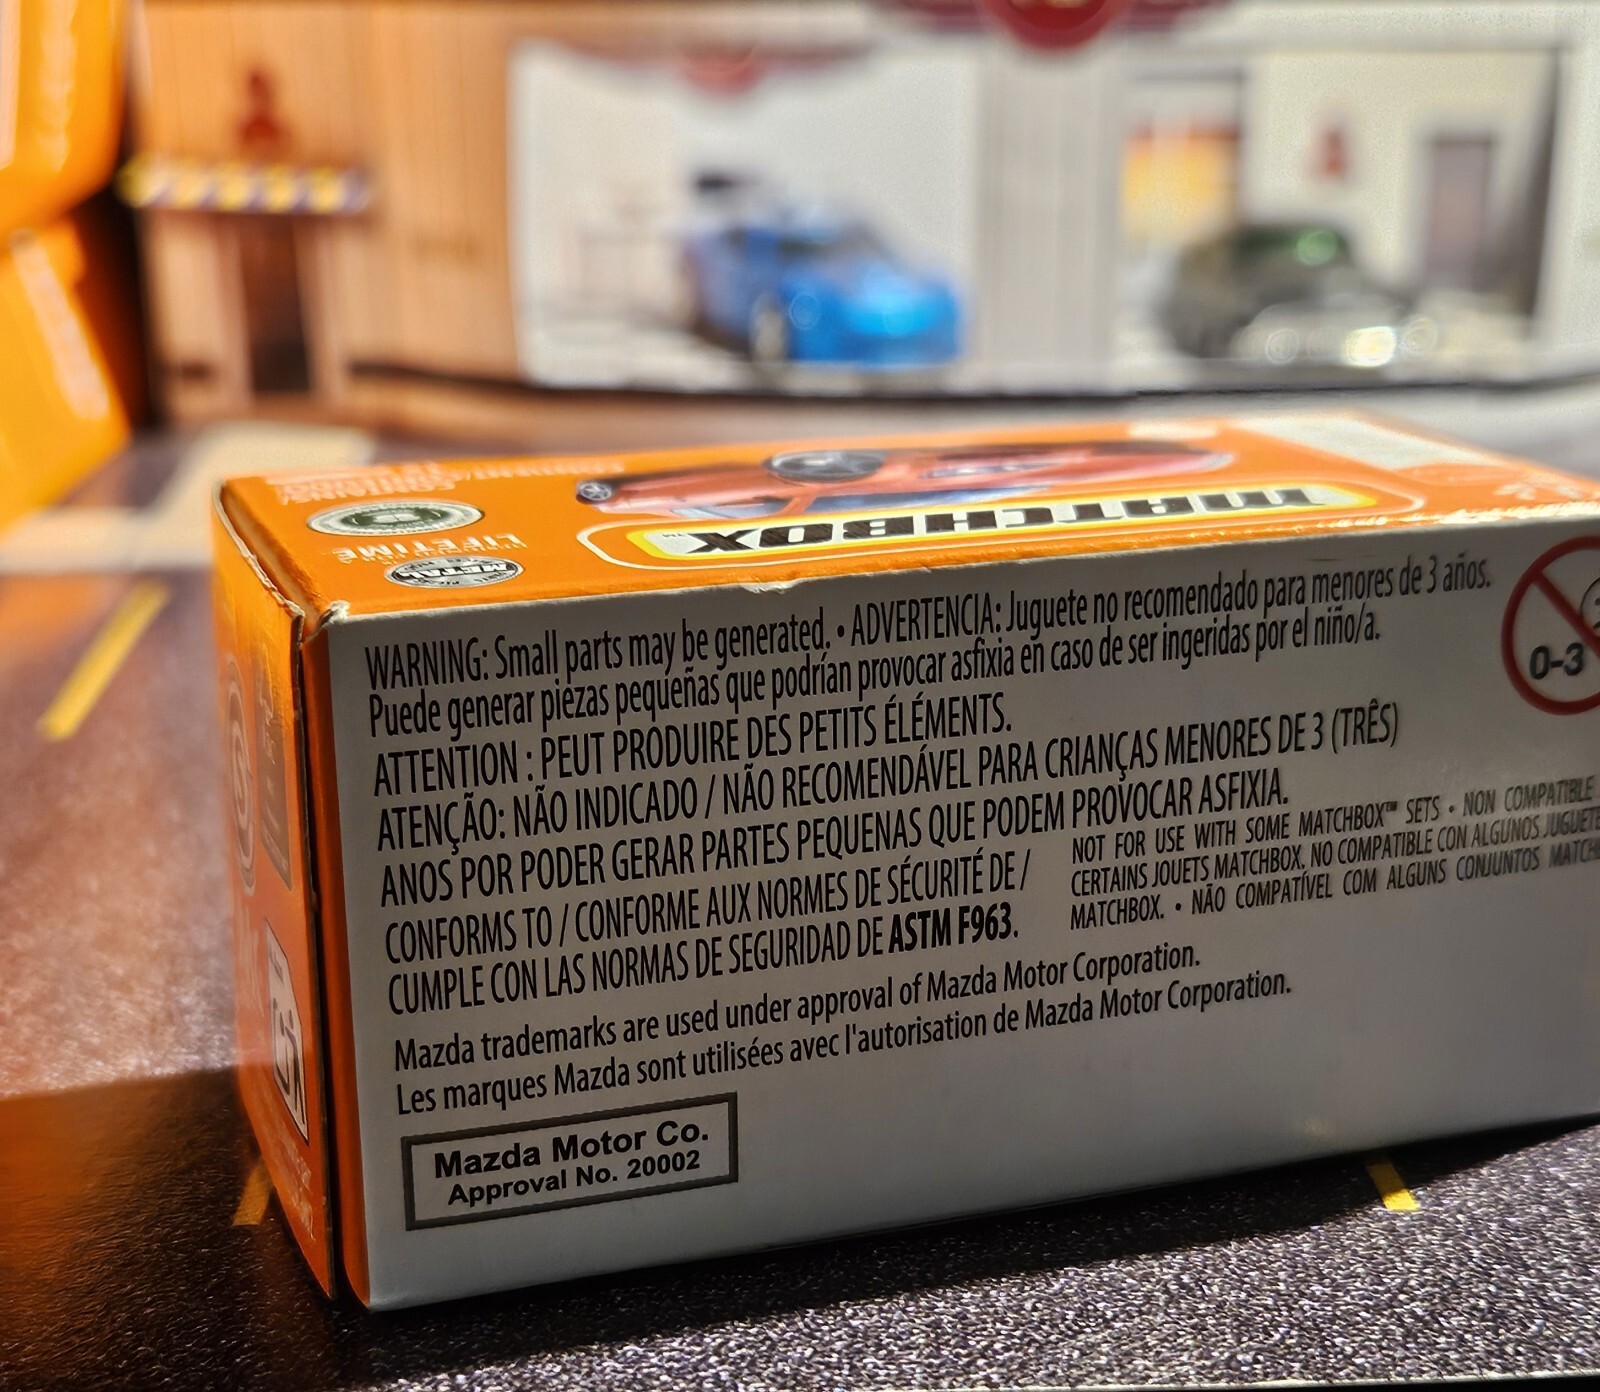 MATCHBOX™
LIFETIME
METAL
WARNING: Small parts may be generated. • ADVERTENCIA: Juguete no recomendado para menores de 3 años.
Puede generar piezas pequeñas que podrían provocar asfixia en caso de ser ingeridas por el niño/a.
ATTENTION : PEUT PRODUIRE DES PETITS ÉLÉMENTS.
ATENÇÃO: NÃO INDICADO / NÃO RECOMENDÁVEL PARA CRIANÇAS MENORES DE 3 (TRÊS)
ANOS POR PODER GERAR PARTES PEQUENAS QUE PODEM PROVOCAR ASFIXIA.
CONFORMS TO / CONFORME AUX NORMES DE SÉCURITÉ DE /
CUMPLE CON LAS NORMAS DE SEGURIDAD DE ASTM F963.
0-3
NOT FOR USE WITH SOME MATCHBOX™ SETS • NON COMPATIBLE
CERTAINS JOUETS MATCHBOX. NO COMPATIBLE CON ALGUNOS
MATCHBOX. • NÃO COMPATÍVEL COM ALGUNS CONJUNTOS
Mazda trademarks are used under approval of Mazda Motor Corporation.
Les marques Mazda sont utilisées avec l'autorisation de Mazda Motor Corporation.
Mazda Motor Co.
Approval No. 20002